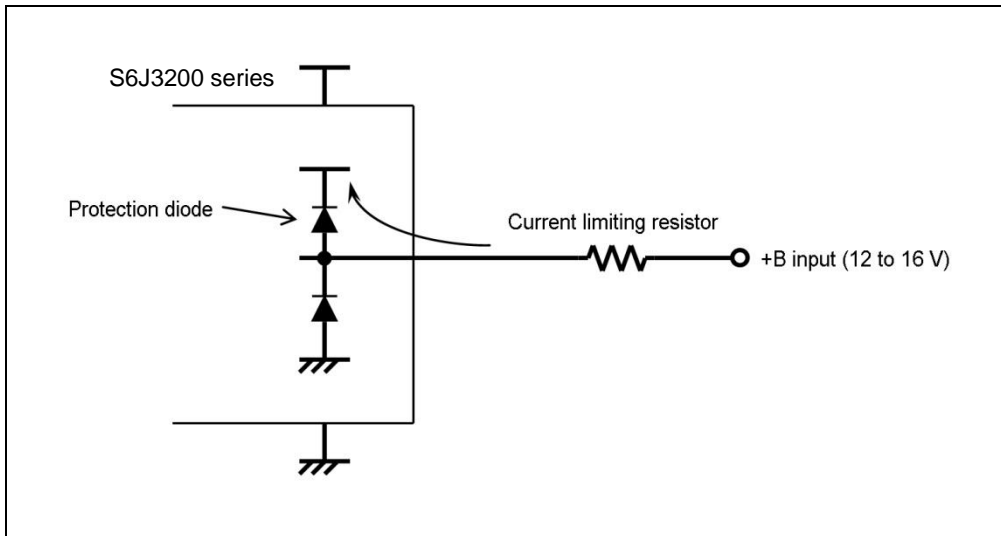 S6J3200 series
Protection diode
Current limiting resistor
+B input (12 to 16 V)